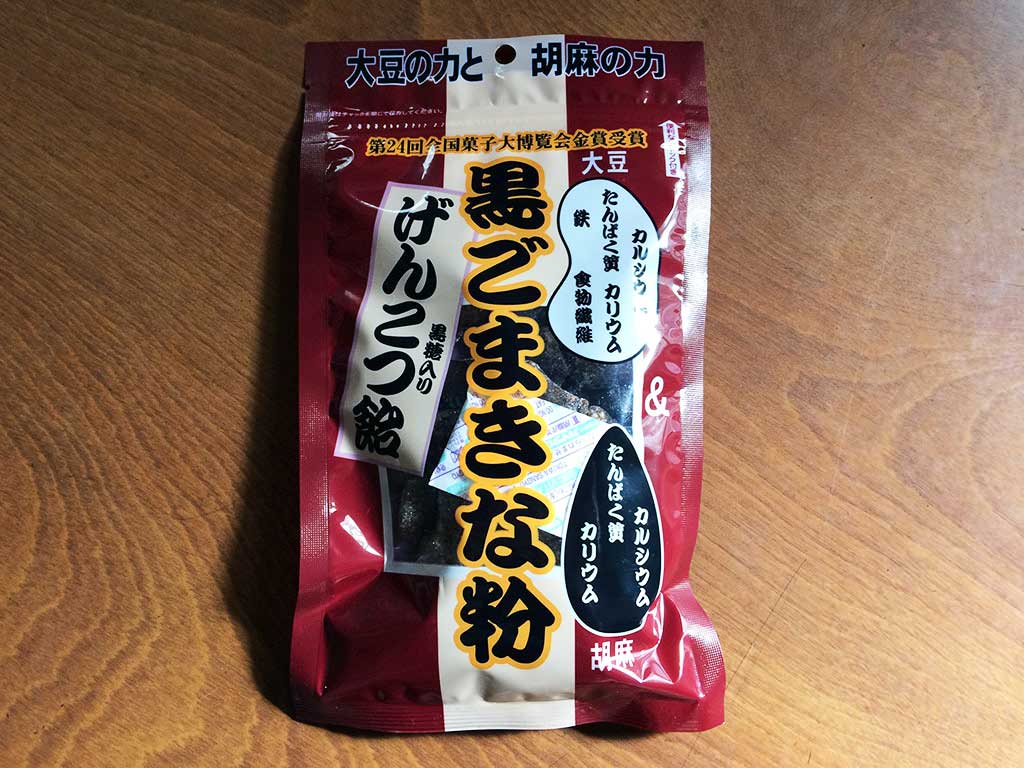 大豆の力と 胡麻の力
第24回全国菓子大博覧会金賞受賞
黒ごまきな粉
げんこつ飴
黒糖入り
大豆
カルシウ
たんぱく質 カリウム
鉄 食物繊維
&
カルシウム
たんぱく質
カリウム
胡麻